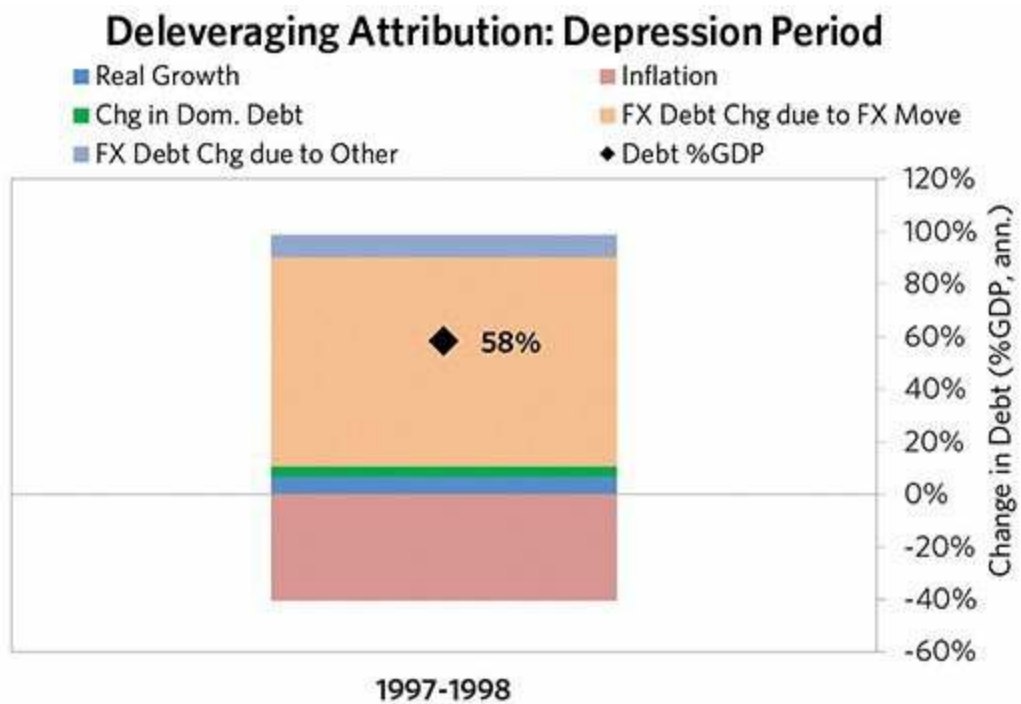 Deleveraging Attribution: Depression Period
Real Growth
Inflation
Chg in Dom. Debt
FX Debt Chg due to FX Move
FX Debt Chg due to Other
Debt %GDP
120%
100%
80%
60%
40%
20%
0%
-20%
-40%
-60%
Change in Debt (%GDP, ann.)
58%
1997-1998